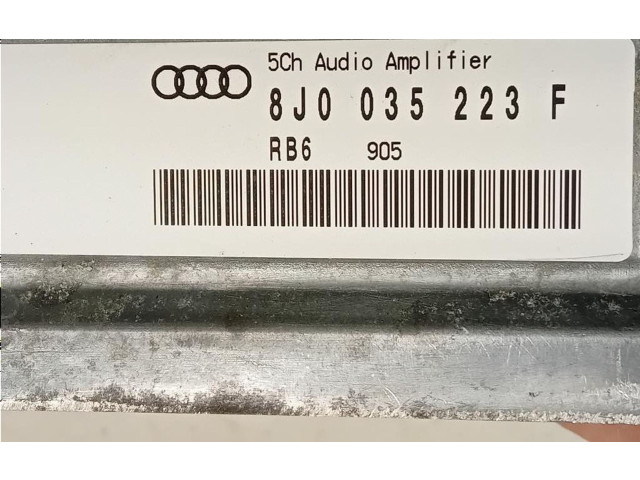 5Ch Audio Amplifier
8J0 035 223 F
RB6 905